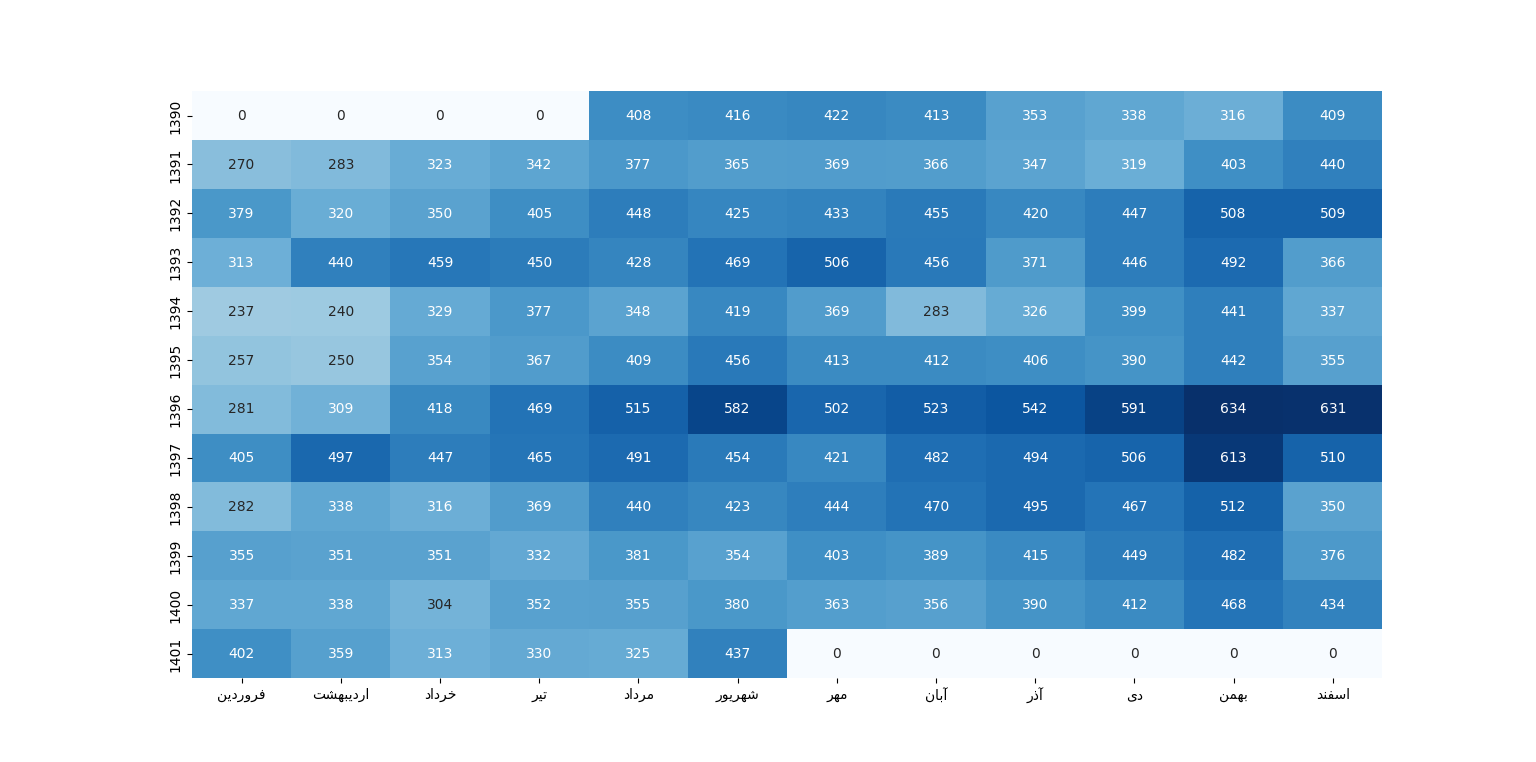 1390 0 0 0 0 408 416 422 413 353 338 316 409
1391 270 283 323 342 377 365 369 366 347 319 403 440
1392 379 320 350 405 448 425 433 455 420 447 508 509
1393 313 440 459 450 428 469 506 456 371 446 492 366
1394 237 240 329 377 348 419 369 283 326 399 441 337
1395 257 250 354 367 409 456 413 412 406 390 442 355
1396 281 309 418 469 515 582 502 523 542 591 634 631
1397 405 497 447 465 491 454 421 482 494 506 613 510
1398 282 338 316 369 440 423 444 470 495 467 512 350
1399 355 351 351 332 381 354 403 389 415 449 482 376
1400 337 338 304 352 355 380 363 356 390 412 468 434
1401 402 359 313 330 325 437 0 0 0 0 0 0
فروردین اردیبهشت خرداد تیر مرداد شهریور مهر آبان آذر دی بهمن اسفند